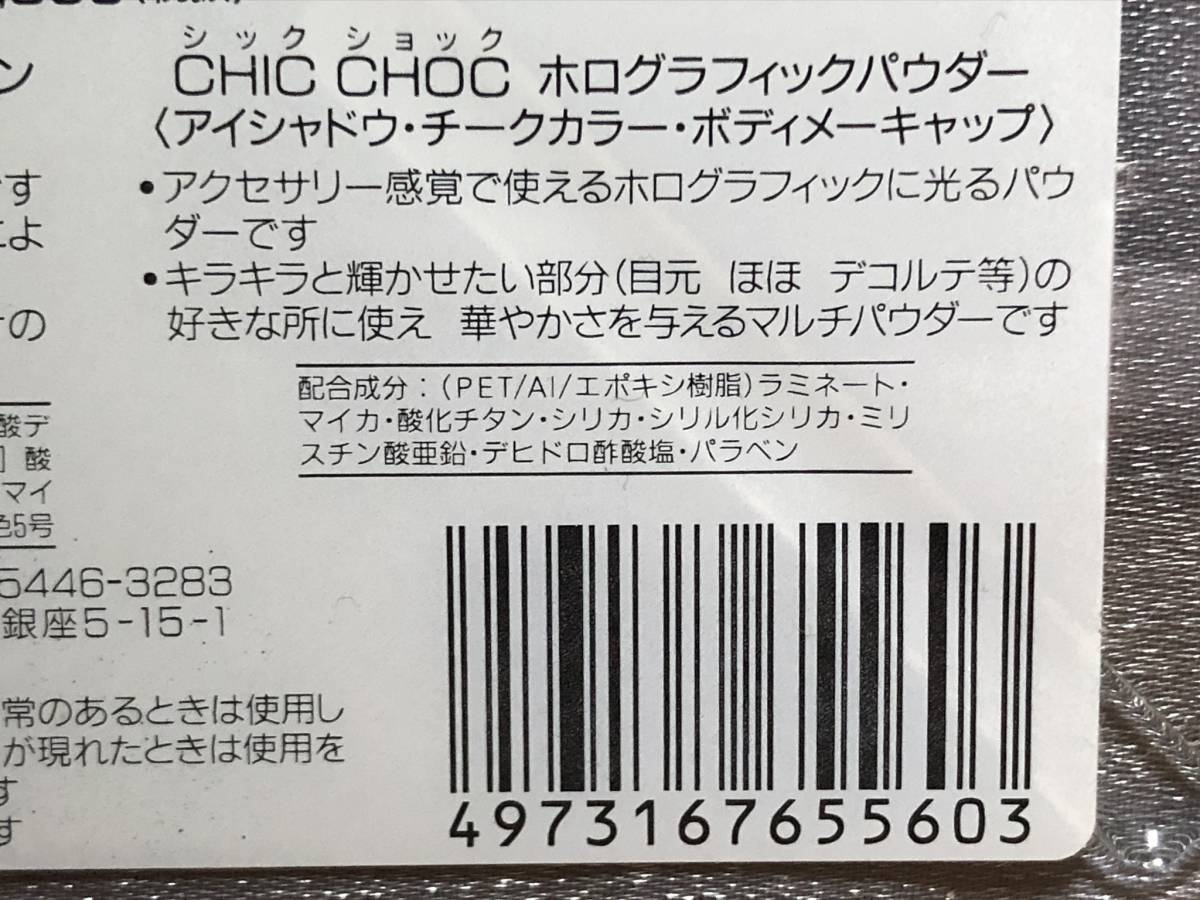 シック ショック
CHIC CHOC ホログラフィックパウダー
〈アイシャドウ・チークカラー・ボディメーキャップ〉
•アクセサリー感覚で使えるホログラフィックに光るパウ
ダーです
•キラキラと輝かせたい部分(目元 ほほ デコルテ等)の
好きな所に使え 華やかさを与えるマルチパウダーです
配合成分：(PET/Al/エポキシ樹脂)ラミネート・
マイカ・酸化チタン・シリカ・シリル化シリカ・ミリ
スチン酸亜鉛・デヒドロ酢酸塩・パラベン
ン
です
によ
の
酸デ
] 酸
マイ
色5号
5446-3283
銀座5-15-1
常のあるときは使用し
が現れたときは使用を
す
す
4973167655603